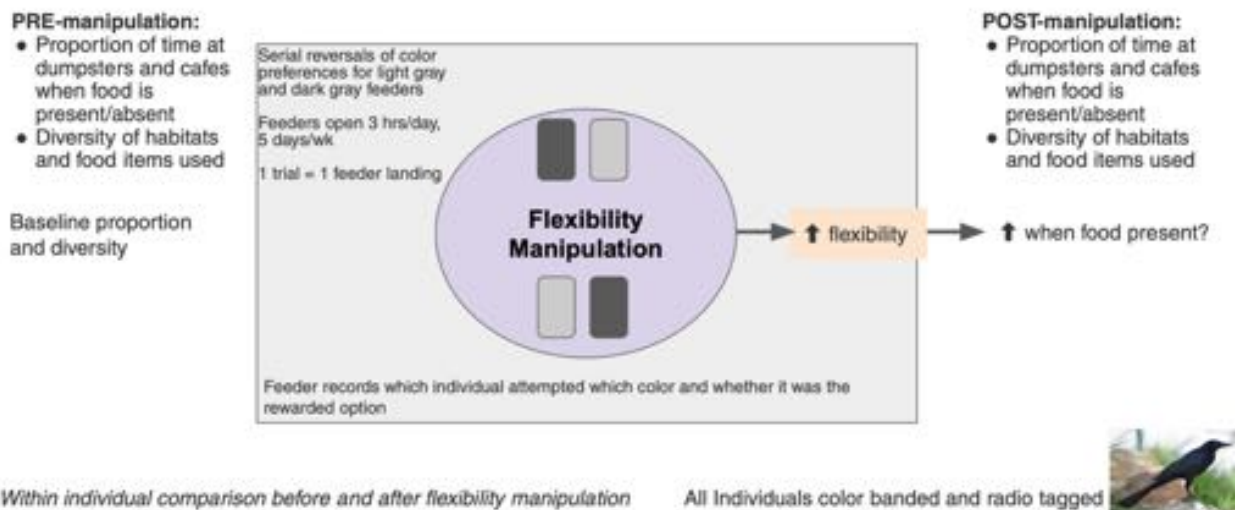 PRE-manipulation:
● Proportion of time at
dumpsters and cafes
when food is
present/absent
● Diversity of habitats
and food items used
Baseline proportion
and diversity
Serial reversals of color
preferences for light gray
and dark gray feeders
Feeders open 3 hrs/day,
5 days/wk
1 trial = 1 feeder landing
Flexibility
Manipulation
Feeder records which individual attempted which color and whether it was the
rewarded option
⬆ flexibility
POST-manipulation:
● Proportion of time at
dumpsters and cafes
when food is
present/absent
● Diversity of habitats
and food items used
⬆ when food present?
Within individual comparison before and after flexibility manipulation
All Individuals color banded and radio tagged